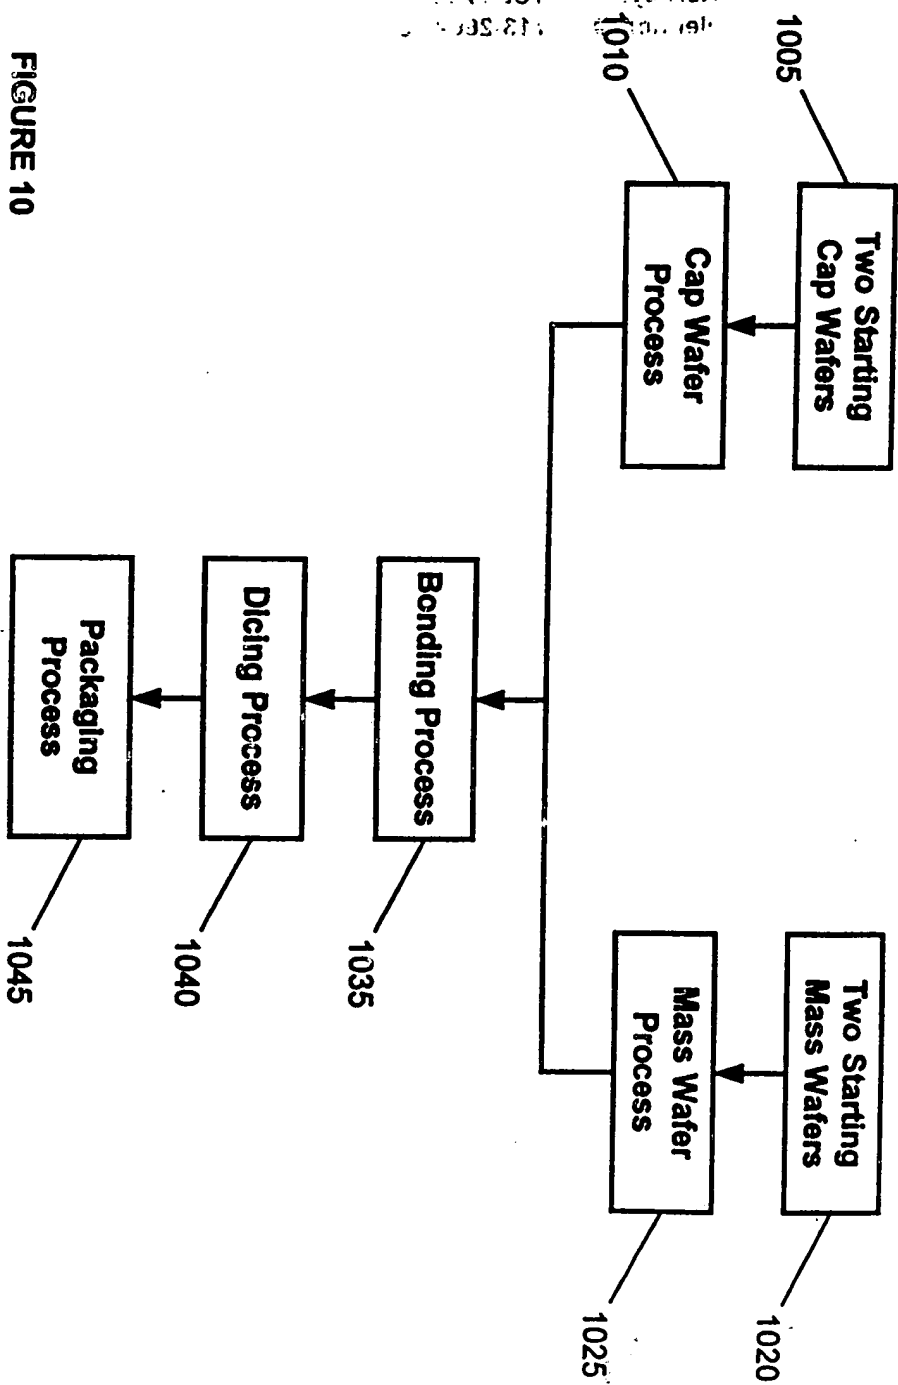 1005
Two Starting
Cap Wafers
1010
Cap Wafer
Process
Two Starting
Mass Wafers
1020
Mass Wafer
Process
1025
Bonding Process
1035
Dicing Process
1040
Packaging
Process
1045
FIGURE 10